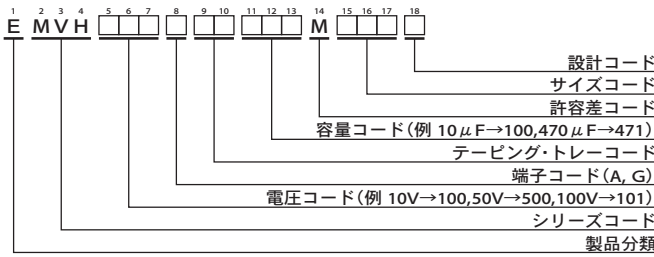 1 2 3 4 5 6 7 8 9 10 11 12 13 14 15 16 17 18
E MVH □□□ □ □□ □□□ M □□□ □
設計コード
サイズコード
許容差コード
容量コード（例 10μF→100,470μF→471）
テーピング・トレーコード
端子コード（A, G）
電圧コード（例 10V→100,50V→500,100V→101）
シリーズコード
製品分類